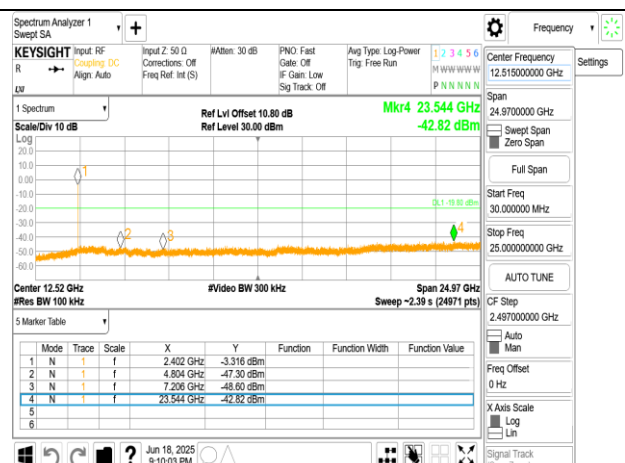 Spectrum Analyzer 1
Swept SA
+
Frequency
KEYSIGHT
R
LXI
Input: RF
Coupling: DC
Align: Auto
Input Z: 50 Ω
Corrections: Off
Freq Ref: Int (S)
#Atten: 30 dB
PNO: Fast
Gate: Off
IF Gain: Low
Sig Track: Off
Avg Type: Log-Power
Trig: Free Run
1 2 3 4 5 6
M W W W W W
P N N N N N
Center Frequency
12.515000000 GHz
Settings
Span
24.9700000 GHz
Swept Span
Zero Span
Full Span
Start Freq
30.000000 MHz
Stop Freq
25.000000000 GHz
AUTO TUNE
CF Step
2.497000000 GHz
Auto
Man
Freq Offset
0 Hz
X Axis Scale
Log
Lin
Signal Track
1 Spectrum
Scale/Div 10 dB
Ref Lvl Offset 10.80 dB
Ref Level 30.00 dBm
Mkr4 23.544 GHz
-42.82 dBm
Log
20.0
10.0
0.00
-10.0
-20.0
-30.0
-40.0
-50.0
-60.0
1
2
3
4
Center 12.52 GHz
#Res BW 100 kHz
#Video BW 300 kHz
Span 24.97 GHz
Sweep ~2.39 s (24971 pts)
5 Marker Table
Mode Trace Scale X Y Function Function Width Function Value
1 N 1 f 2.402 GHz -3.316 dBm
2 N 1 f 4.804 GHz -47.30 dBm
3 N 1 f 7.206 GHz -48.60 dBm
4 N 1 f 23.544 GHz -42.82 dBm
5
6
?
Jun 18, 2025
9:10:03 PM